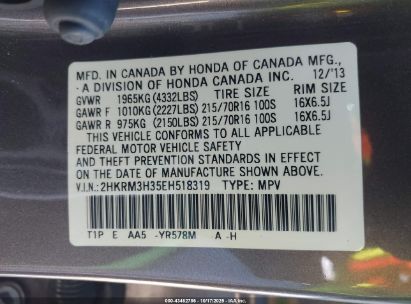 MFD. IN CANADA BY HONDA OF CANADA MFG.,
A DIVISION OF HONDA CANADA INC. 12/'13
GVWR 1965KG (4332LBS) TIRE SIZE RIM SIZE
GAWR F 1010KG (2227LBS) 215/70R16 100S 16X6.5J
GAWR R 975KG (2150LBS) 215/70R16 100S 16X6.5J
THIS VEHICLE CONFORMS TO ALL APPLICABLE
FEDERAL MOTOR VEHICLE SAFETY STANDARDS IN EFFECT
ON THE DATE OF MANUFACTURE SHOWN ABOVE.
V.I.N.: 2HKRM3H35EH518319 TYPE: MPV
T1P E AA5 -YR578M A -H